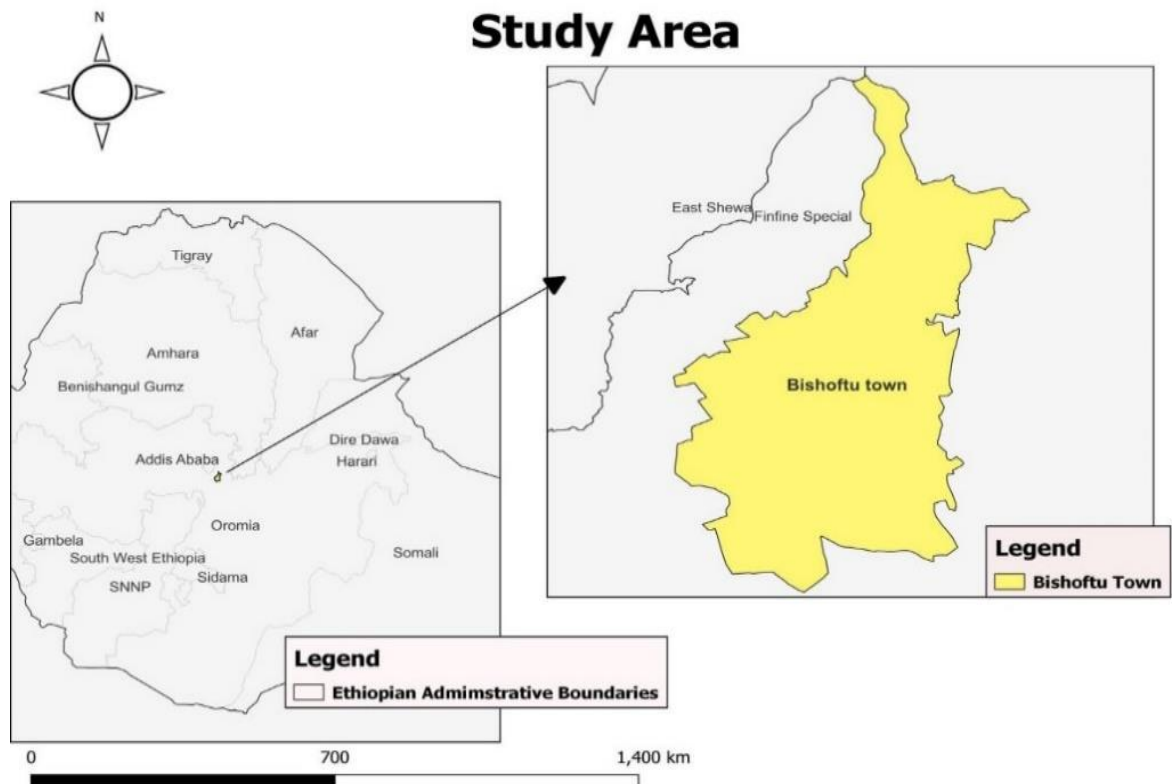 N
Study Area
East Shewa
Finfine Special
Bishoftu town
Legend
Bishoftu Town
Tigray
Afar
Amhara
Benishangul Gumz
Dire Dawa
Addis Ababa
Harari
Oromia
Gambela
South West Ethiopia
Somali
Sidama
SNNP
Legend
Ethiopian Admimstrative Boundaries
0 700 1,400 km